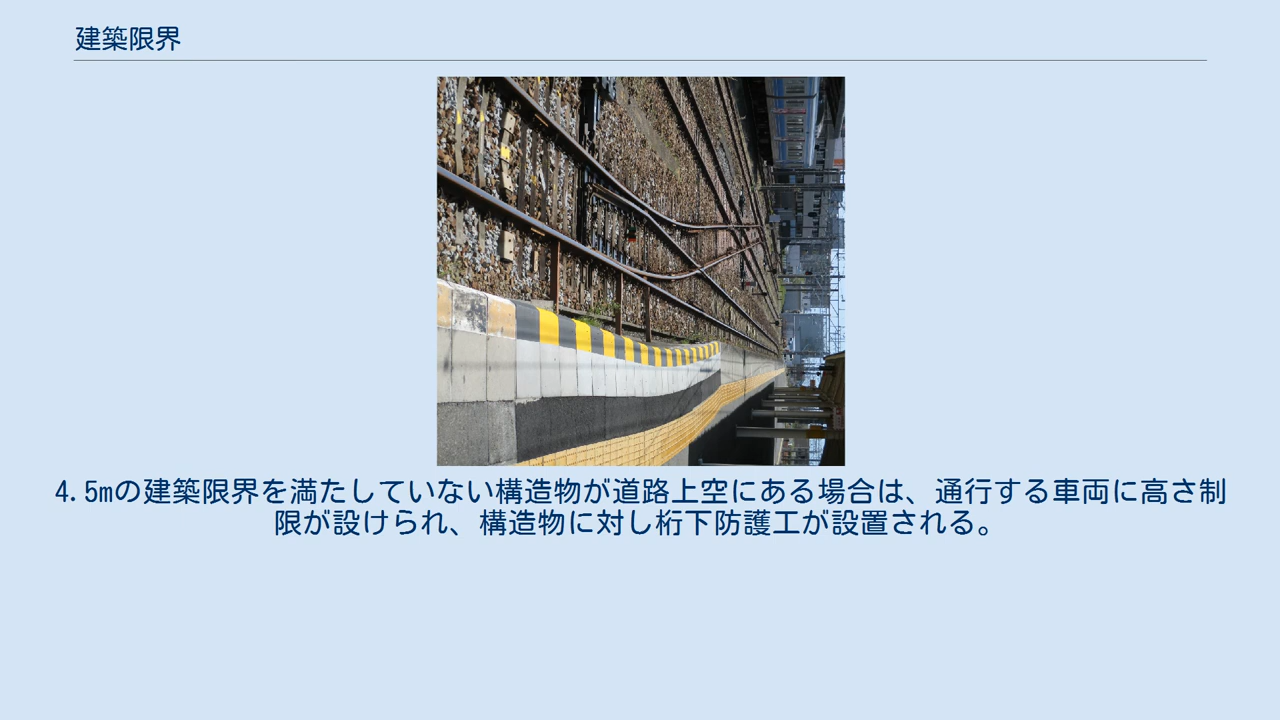 建築限界
4.5mの建築限界を満たしていない構造物が道路上空にある場合は、通行する車両に高さ制
限が設けられ、構造物に対し桁下防護工が設置される。